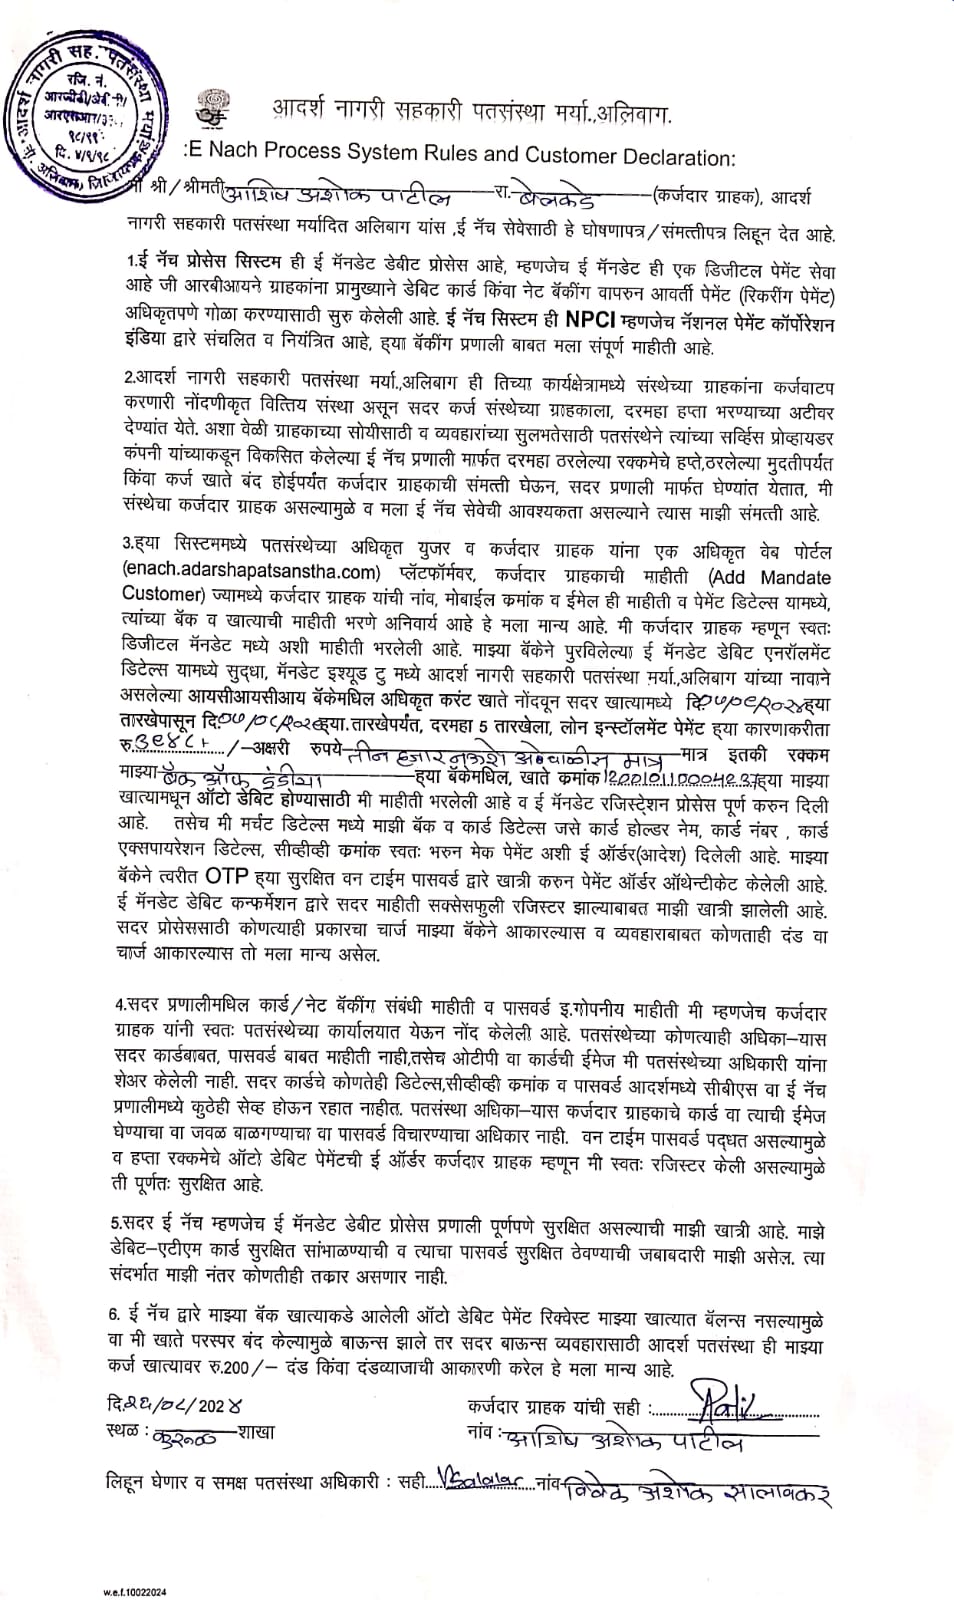 आदर्श नागरी सह. पतसंस्था मर्या.
रजि. नं.
आदर्श नागरी सहकारी पतसंस्था मर्या.,अलिबाग.
:E Nach Process System Rules and Customer Declaration:
मी श्री/श्रीमती आशिष अशोक पाटील रा. बेलकडे (कर्जदार ग्राहक), आदर्श
नागरी सहकारी पतसंस्था मर्यादित अलिबाग यांस ,ई नॅच सेवेसाठी हे घोषणापत्र/संमत्तीपत्र लिहून देत आहे.
1.ई नॅच प्रोसेस सिस्टम ही ई मॅनडेट डेबीट प्रोसेस आहे, म्हणजेच ई मॅनडेट ही एक डिजीटल पेमेंट सेवा
आहे जी आरबीआयने ग्राहकांना प्रामुख्याने डेबिट कार्ड किंवा नेट बॅकींग वापरुन आवर्ती पेमेंट (रिकरींग पेमेंट)
अधिकृतपणे गोळा करण्यासाठी सुरु केलेली आहे. ई नॅच सिस्टम ही NPCI म्हणजेच नॅशनल पेमेंट कॉर्पोरेशन
इंडिया द्वारे संचलित व नियंत्रित आहे, ह्या बॅकींग प्रणाली बाबत मला संपूर्ण माहीती आहे.
2.आदर्श नागरी सहकारी पतसंस्था मर्या.,अलिबाग ही तिच्या कार्यक्षेत्रामध्ये संस्थेच्या ग्राहकांना कर्जवाटप
करणारी नोंदणीकृत वित्तिय संस्था असून सदर कर्ज संस्थेच्या ग्राहकाला, दरमहा हप्ता भरण्याच्या अटीवर
देण्यांत येते. अशा वेळी ग्राहकाच्या सोयीसाठी व व्यवहारांच्या सुलभतेसाठी पतसंस्थेने त्यांच्या सर्व्हिस प्रोव्हायडर
कंपनी यांच्याकडून विकसित केलेल्या ई नॅच प्रणाली मार्फत दरमहा ठरलेल्या रक्कमेचे हप्ते,ठरलेल्या मुदतीपर्यंत
किंवा कर्ज खाते बंद होईपर्यंत कर्जदार ग्राहकाची संमत्ती घेऊन, सदर प्रणाली मार्फत घेण्यांत येतात, मी
संस्थेचा कर्जदार ग्राहक असल्यामुळे व मला ई नॅच सेवेची आवश्यकता असल्याने त्यास माझी संमत्ती आहे.
3.ह्या सिस्टममध्ये पतसंस्थेच्या अधिकृत युजर व कर्जदार ग्राहक यांना एक अधिकृत वेब पोर्टल
(enach.adarshapatsanstha.com) प्लॅटफॉर्मवर, कर्जदार ग्राहकाची माहीती (Add Mandate
Customer) ज्यामध्ये कर्जदार ग्राहक यांची नांव, मोबाईल क्रमांक व ईमेल ही माहीती व पेमेंट डिटेल्स यामध्ये,
त्यांच्या बॅक व खात्याची माहीती भरणे अनिवार्य आहे हे मला मान्य आहे. मी कर्जदार ग्राहक म्हणून स्वतः
डिजीटल मॅनडेट मध्ये अशी माहीती भरलेली आहे. माझ्या बॅकेने पुरविलेल्या ई मॅनडेट डेबिट एनरॉलमेंट
डिटेल्स यामध्ये सुद्धा, मॅनडेट इश्यूड टु मध्ये आदर्श नागरी सहकारी पतसंस्था मर्या.,अलिबाग यांच्या नावाने
असलेल्या आयसीआयसीआय बॅकेमधिल अधिकृत करंट खाते नोंदवून सदर खात्यामध्ये दि.०५/०९/२०२४ ह्या
तारखेपासून दि.०५/०८/२०२७ ह्या.तारखेपर्यंत, दरमहा 5 तारखेला, लोन इन्स्टॉलमेंट पेमेंट ह्या कारणाकरीता
रु.३९४८/-अक्षरी रुपये तीन हजार नऊशे अठ्ठेचाळीस मात्र मात्र इतकी रक्कम
माझ्या बँक ऑफ इंडीया ह्या बॅकेमधिल, खाते क्रमांक 120010110004237 ह्या माझ्या
खात्यामधून ऑटो डेबिट होण्यासाठी मी माहीती भरलेली आहे व ई मॅनडेट रजिस्ट्रेशन प्रोसेस पूर्ण करुन दिली
आहे. तसेच मी मर्चंट डिटेल्स मध्ये माझी बॅक व कार्ड डिटेल्स जसे कार्ड होल्डर नेम, कार्ड नंबर , कार्ड
एक्सपायरेशन डिटेल्स, सीव्हीव्ही क्रमांक स्वतः भरुन मेक पेमेंट अशी ई ऑर्डर(आदेश) दिलेली आहे. माझ्या
बॅकेने त्वरीत OTP ह्या सुरक्षित वन टाईम पासवर्ड द्वारे खात्री करुन पेमेंट ऑर्डर ऑथेन्टीकेट केलेली आहे.
ई मॅनडेट डेबिट कन्फर्मेशन द्वारे सदर माहीती सक्सेसफुली रजिस्टर झाल्याबाबत माझी खात्री झालेली आहे.
सदर प्रोसेससाठी कोणत्याही प्रकारचा चार्ज माझ्या बॅकेने आकारल्यास व व्यवहाराबाबत कोणताही दंड वा
चार्ज आकारल्यास तो मला मान्य असेल.
4.सदर प्रणालीमधिल कार्ड/नेट बॅकींग संबंधी माहीती व पासवर्ड इ.गोपनीय माहीती मी म्हणजेच कर्जदार
ग्राहक यांनी स्वतः पतसंस्थेच्या कार्यालयात येऊन नोंद केलेली आहे. पतसंस्थेच्या कोणत्याही अधिका–यास
सदर कार्डबाबत, पासवर्ड बाबत माहीती नाही,तसेच ओटीपी वा कार्डची ईमेज मी पतसंस्थेच्या अधिकारी यांना
शेअर केलेली नाही. सदर कार्डचे कोणतेही डिटेल्स,सीव्हीव्ही क्रमांक व पासवर्ड आदर्शमध्ये सीबीएस वा ई नॅच
प्रणालीमध्ये कुठेही सेव्ह होऊन रहात नाहीत. पतसंस्था अधिका–यास कर्जदार ग्राहकाचे कार्ड वा त्याची ईमेज
घेण्याचा वा जवळ बाळगण्याचा वा पासवर्ड विचारण्याचा अधिकार नाही. वन टाईम पासवर्ड पद्धत असल्यामुळे
व हप्ता रक्कमेचे ऑटो डेबिट पेमेंटची ई ऑर्डर कर्जदार ग्राहक म्हणून मी स्वतः रजिस्टर केली असल्यामुळे
ती पूर्णतः सुरक्षित आहे.
5.सदर ई नॅच म्हणजेच ई मॅनडेट डेबीट प्रोसेस प्रणाली पूर्णपणे सुरक्षित असल्याची माझी खात्री आहे. माझे
डेबिट–एटीएम कार्ड सुरक्षित सांभाळण्याची व त्याचा पासवर्ड सुरक्षित ठेवण्याची जबाबदारी माझी असेल. त्या
संदर्भात माझी नंतर कोणतीही तक्रार असणार नाही.
6. ई नॅच द्वारे माझ्या बॅक खात्याकडे आलेली ऑटो डेबिट पेमेंट रिक्वेस्ट माझ्या खात्यात बॅलन्स नसल्यामुळे
वा मी खाते परस्पर बंद केल्यामुळे बाऊन्स झाले तर सदर बाऊन्स व्यवहारासाठी आदर्श पतसंस्था ही माझ्या
कर्ज खात्यावर रु.200/– दंड किंवा दंडव्याजाची आकारणी करेल हे मला मान्य आहे.
दि.२६/०८/202४ कर्जदार ग्राहक यांची सही : Patil
स्थळ : कुरूळ शाखा नांव : आशिष अशोक पाटील
लिहून घेणार व समक्ष पतसंस्था अधिकारी : सही नांव विवेक अशोक सालावकर
w.e.f.10022024